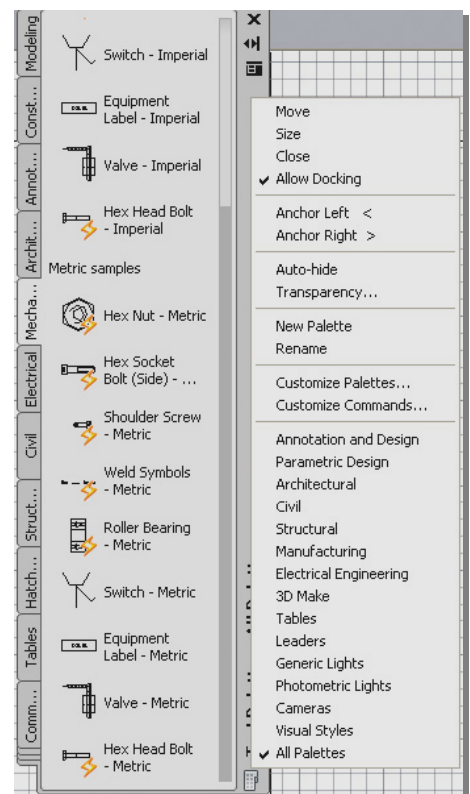 Modeling
Const...
Annot...
Archit...
Mecha...
Electrical
Civil
Struct...
Hatch...
Tables
Comm...
Switch - Imperial
Equipment
Label - Imperial
Valve - Imperial
Hex Head Bolt
- Imperial
Metric samples
Hex Nut - Metric
Hex Socket
Bolt (Side) - ...
Shoulder Screw
- Metric
Weld Symbols
- Metric
Roller Bearing
- Metric
Switch - Metric
Equipment
Label - Metric
Valve - Metric
Hex Head Bolt
- Metric
Move
Size
Close
Allow Docking
Anchor Left <
Anchor Right >
Auto-hide
Transparency...
New Palette
Rename
Customize Palettes...
Customize Commands...
Annotation and Design
Parametric Design
Architectural
Civil
Structural
Manufacturing
Electrical Engineering
3D Make
Tables
Leaders
Generic Lights
Photometric Lights
Cameras
Visual Styles
All Palettes